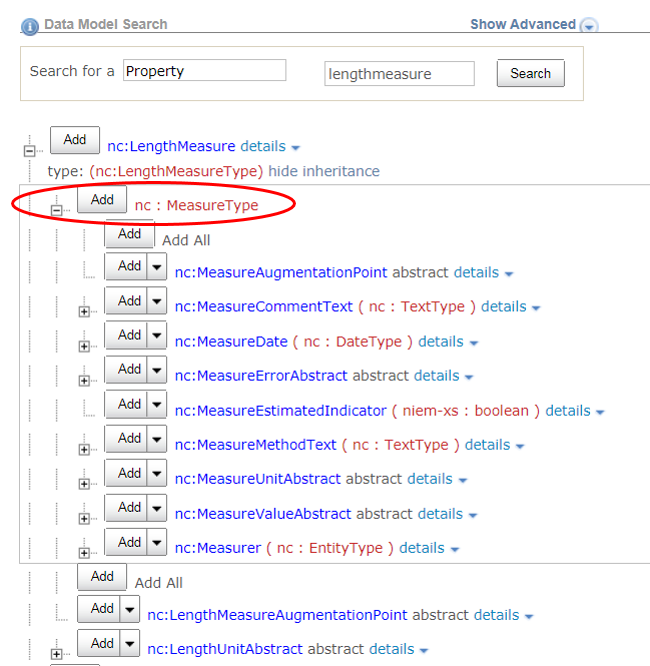 Data Model Search Show Advanced
Search for a Property lengthmeasure Search
Add nc:LengthMeasure details
type: (nc:LengthMeasureType) hide inheritance
Add nc : MeasureType
Add Add All
Add nc:MeasureAugmentationPoint abstract details
Add nc:MeasureCommentText ( nc : TextType ) details
Add nc:MeasureDate ( nc : DateType ) details
Add nc:MeasureErrorAbstract abstract details
Add nc:MeasureEstimatedIndicator ( niem-xs : boolean ) details
Add nc:MeasureMethodText ( nc : TextType ) details
Add nc:MeasureUnitAbstract abstract details
Add nc:MeasureValueAbstract abstract details
Add nc:Measurer ( nc : EntityType ) details
Add Add All
Add nc:LengthMeasureAugmentationPoint abstract details
Add nc:LengthUnitAbstract abstract details